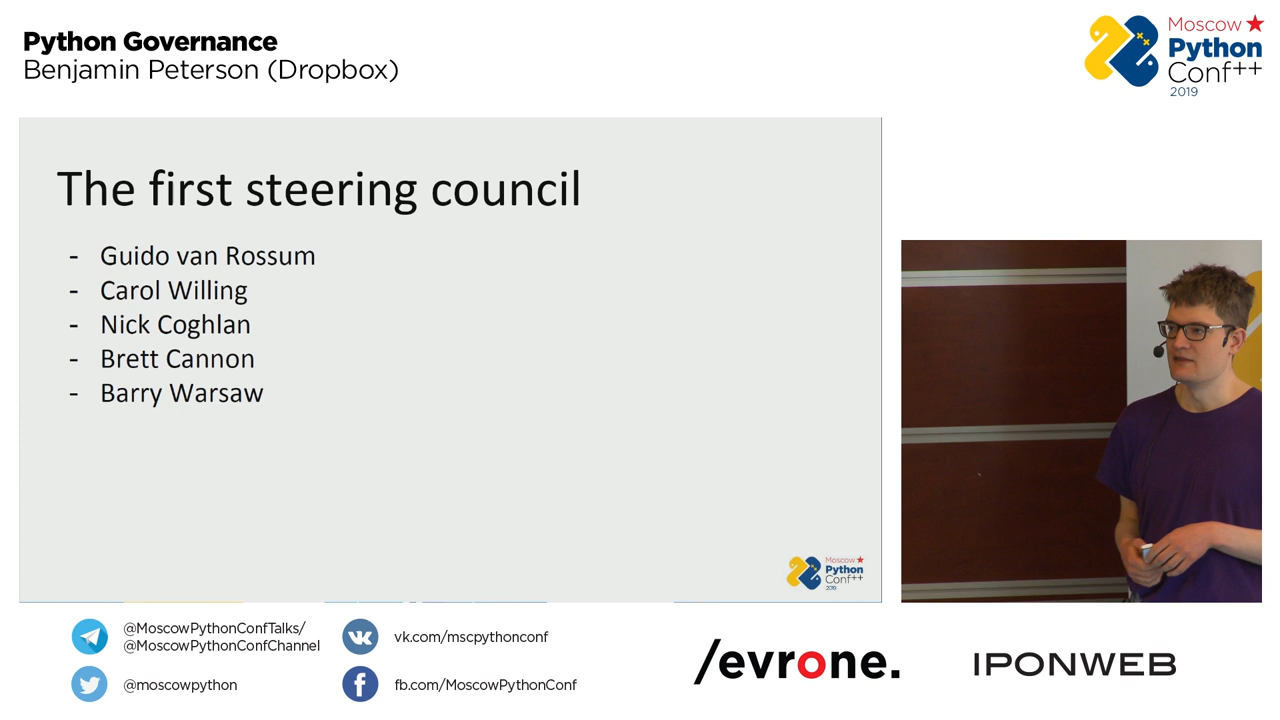 Python Governance
Benjamin Peterson (Dropbox)
Moscow
Python
Conf++
2019
The first steering council
- Guido van Rossum
- Carol Willing
- Nick Coghlan
- Brett Cannon
- Barry Warsaw
Moscow
Python
Conf++
2019
@MoscowPythonConfTalks/
@MoscowPythonConfChannel
vk.com/mscpythonconf
@moscowpython
fb.com/MoscowPythonConf
/evrone.
IPONWEB